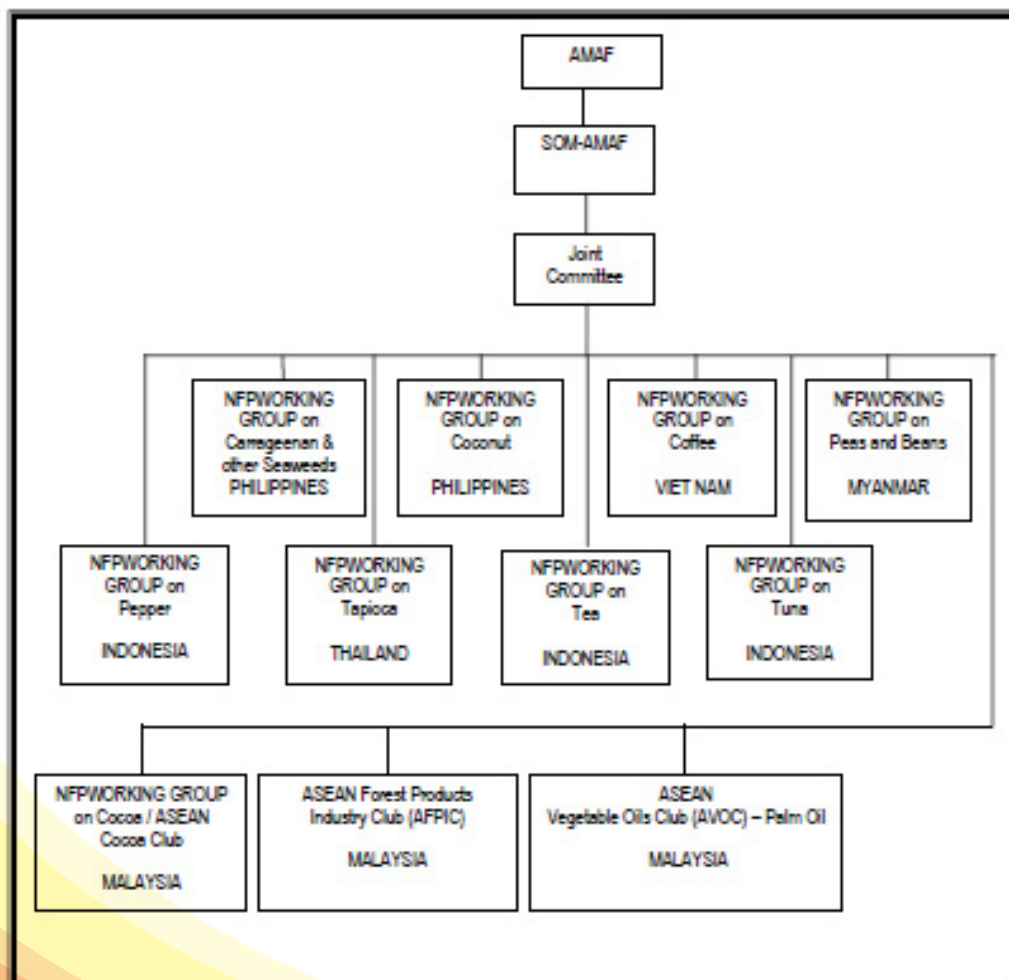 AMAF
SOM-AMAF
Joint
Committee
NFPWORKING
GROUP on
Carrageenan &
other Seaweeds
PHILIPPINES
NFPWORKING
GROUP on
Coconut
PHILIPPINES
NFPWORKING
GROUP on
Coffee
VIET NAM
NFPWORKING
GROUP on
Peas and Beans
MYANMAR
NFPWORKING
GROUP on
Pepper
INDONESIA
NFPWORKING
GROUP on
Tapioca
THAILAND
NFPWORKING
GROUP on
Tea
INDONESIA
NFPWORKING
GROUP on
Tuna
INDONESIA
NFPWORKING GROUP
on Cocoa / ASEAN
Cocoa Club
MALAYSIA
ASEAN Forest Products
Industry Club (AFPIC)
MALAYSIA
ASEAN
Vegetable Oils Club (AVOC) – Palm Oil
MALAYSIA